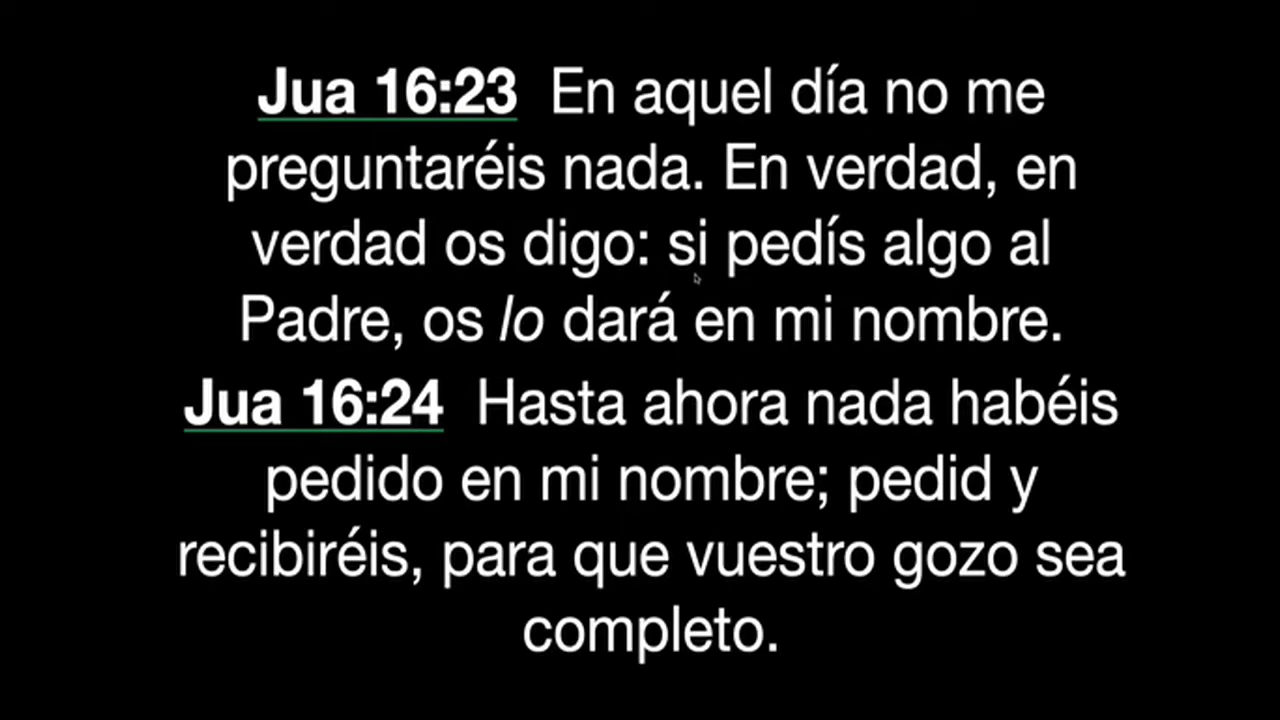 Jua 16:23 En aquel día no me
preguntaréis nada. En verdad, en
verdad os digo: si pedís algo al
Padre, os lo dará en mi nombre.
Jua 16:24 Hasta ahora nada habéis
pedido en mi nombre; pedid y
recibiréis, para que vuestro gozo sea
completo.